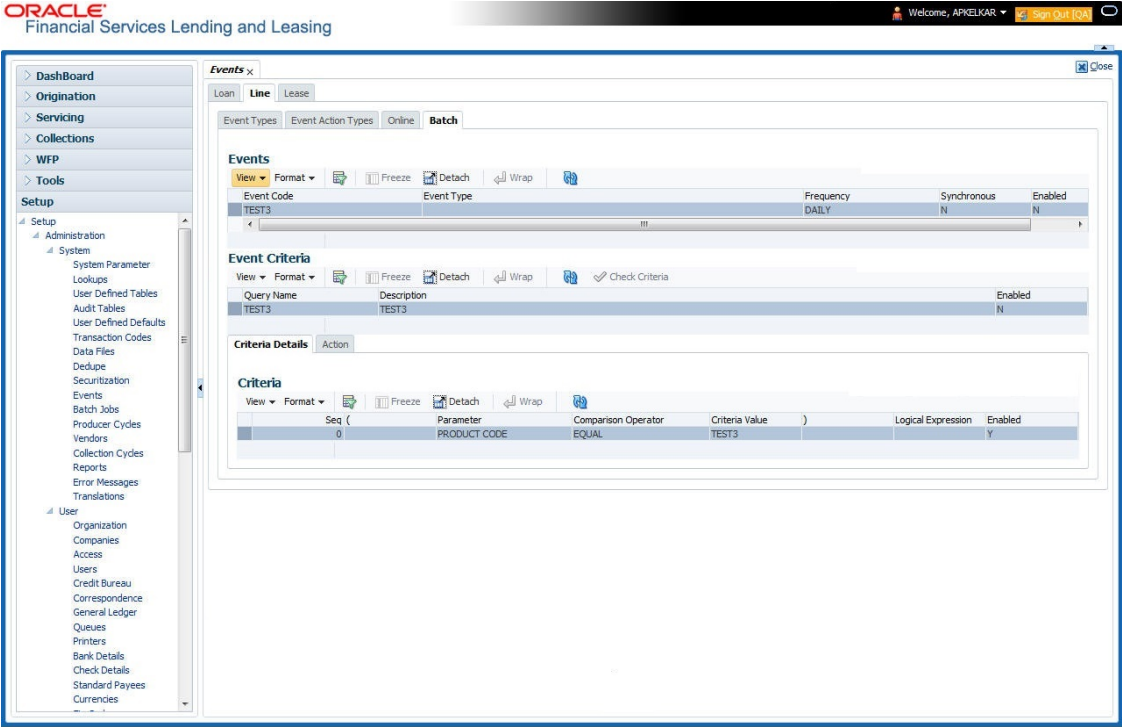 ORACLE®
Financial Services Lending and Leasing
Welcome, APKELKAR
Sign Out [QA]
DashBoard
Origination
Servicing
Collections
WFP
Tools
Setup
Setup
Administration
System
System Parameter
Lookups
User Defined Tables
Audit Tables
User Defined Defaults
Transaction Codes
Data Files
Dedupe
Securitization
Events
Batch Jobs
Producer Cycles
Vendors
Collection Cycles
Reports
Error Messages
Translations
User
Organization
Companies
Access
Users
Credit Bureau
Correspondence
General Ledger
Queues
Printers
Bank Details
Check Details
Standard Payees
Currencies
Events
Close
Loan Line Lease
Event Types Event Action Types Online Batch
Events
View Format Freeze Detach Wrap
Event Code Event Type Frequency Synchronous Enabled
TEST3 DAILY N N
Event Criteria
View Format Freeze Detach Wrap Check Criteria
Query Name Description Enabled
TEST3 TEST3 N
Criteria Details Action
Criteria
View Format Freeze Detach Wrap
Seq ( Parameter Comparison Operator Criteria Value ) Logical Expression Enabled
0 PRODUCT CODE EQUAL TEST3 Y